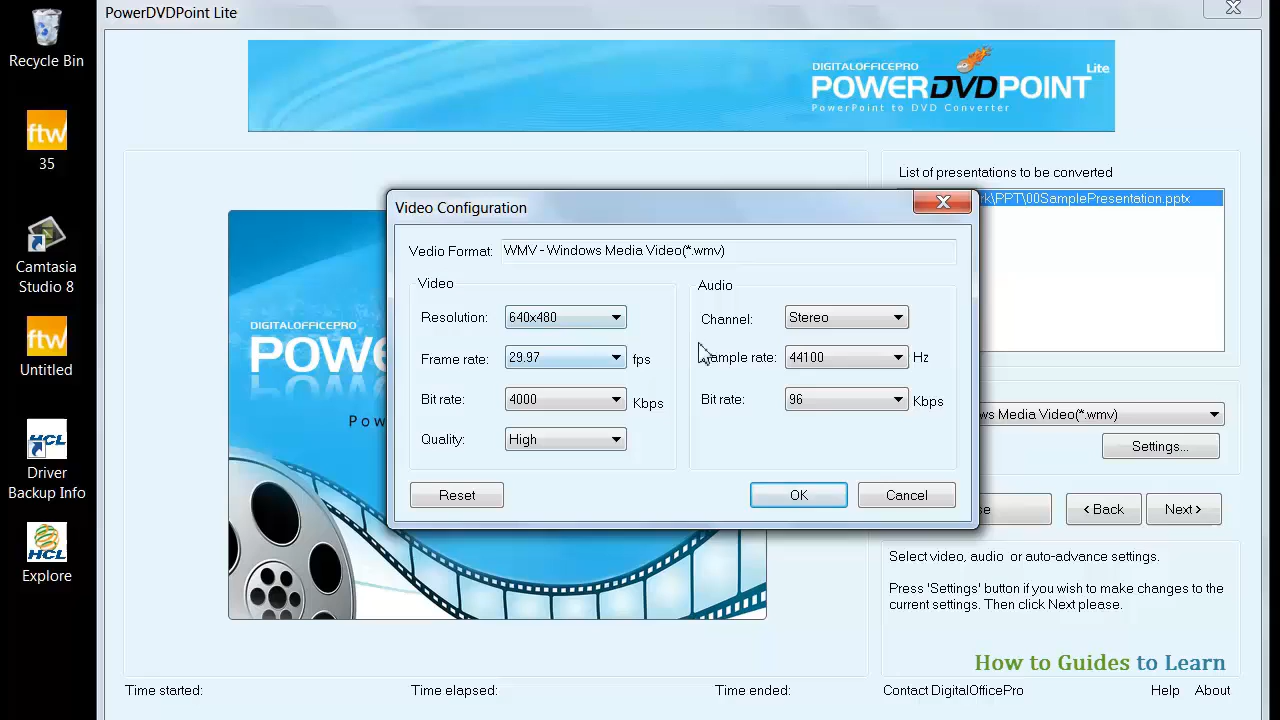 PowerDVDPoint Lite
Recycle Bin
ftw
35
Camtasia
Studio 8
ftw
Untitled
HCL
Driver
Backup Info
HCL
Explore
DIGITALOFFICEPRO
POWERDVDPOINT Lite
PowerPoint to DVD Converter
List of presentations to be converted
rk\PPT\00SamplePresentation.pptx
DIGITALOFFICEPRO
Video Configuration
Vedio Format: WMV - Windows Media Video(*.wmv)
Video
Resolution: 640x480
Frame rate: 29.97 fps
Bit rate: 4000 Kbps
Quality: High
Audio
Channel: Stereo
ample rate: 44100 Hz
Bit rate: 96 Kbps
Reset
OK
Cancel
ws Media Video(*.wmv)
Settings...
se
< Back
Next >
Select video, audio or auto-advance settings.
Press 'Settings' button if you wish to make changes to the
current settings. Then click Next please.
How to Guides to Learn
Time started:
Time elapsed:
Time ended:
Contact DigitalOfficePro
Help
About